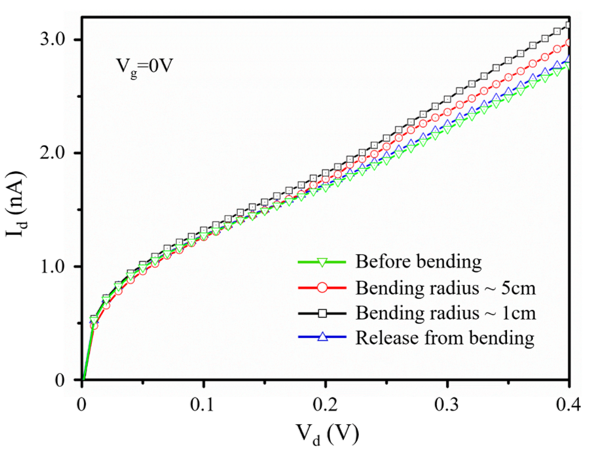 3.0
V_g=0V
2.0
I_d (nA)
1.0
Before bending
Bending radius ~ 5cm
Bending radius ~ 1cm
Release from bending
0
0 0.1 0.2 0.3 0.4
V_d (V)